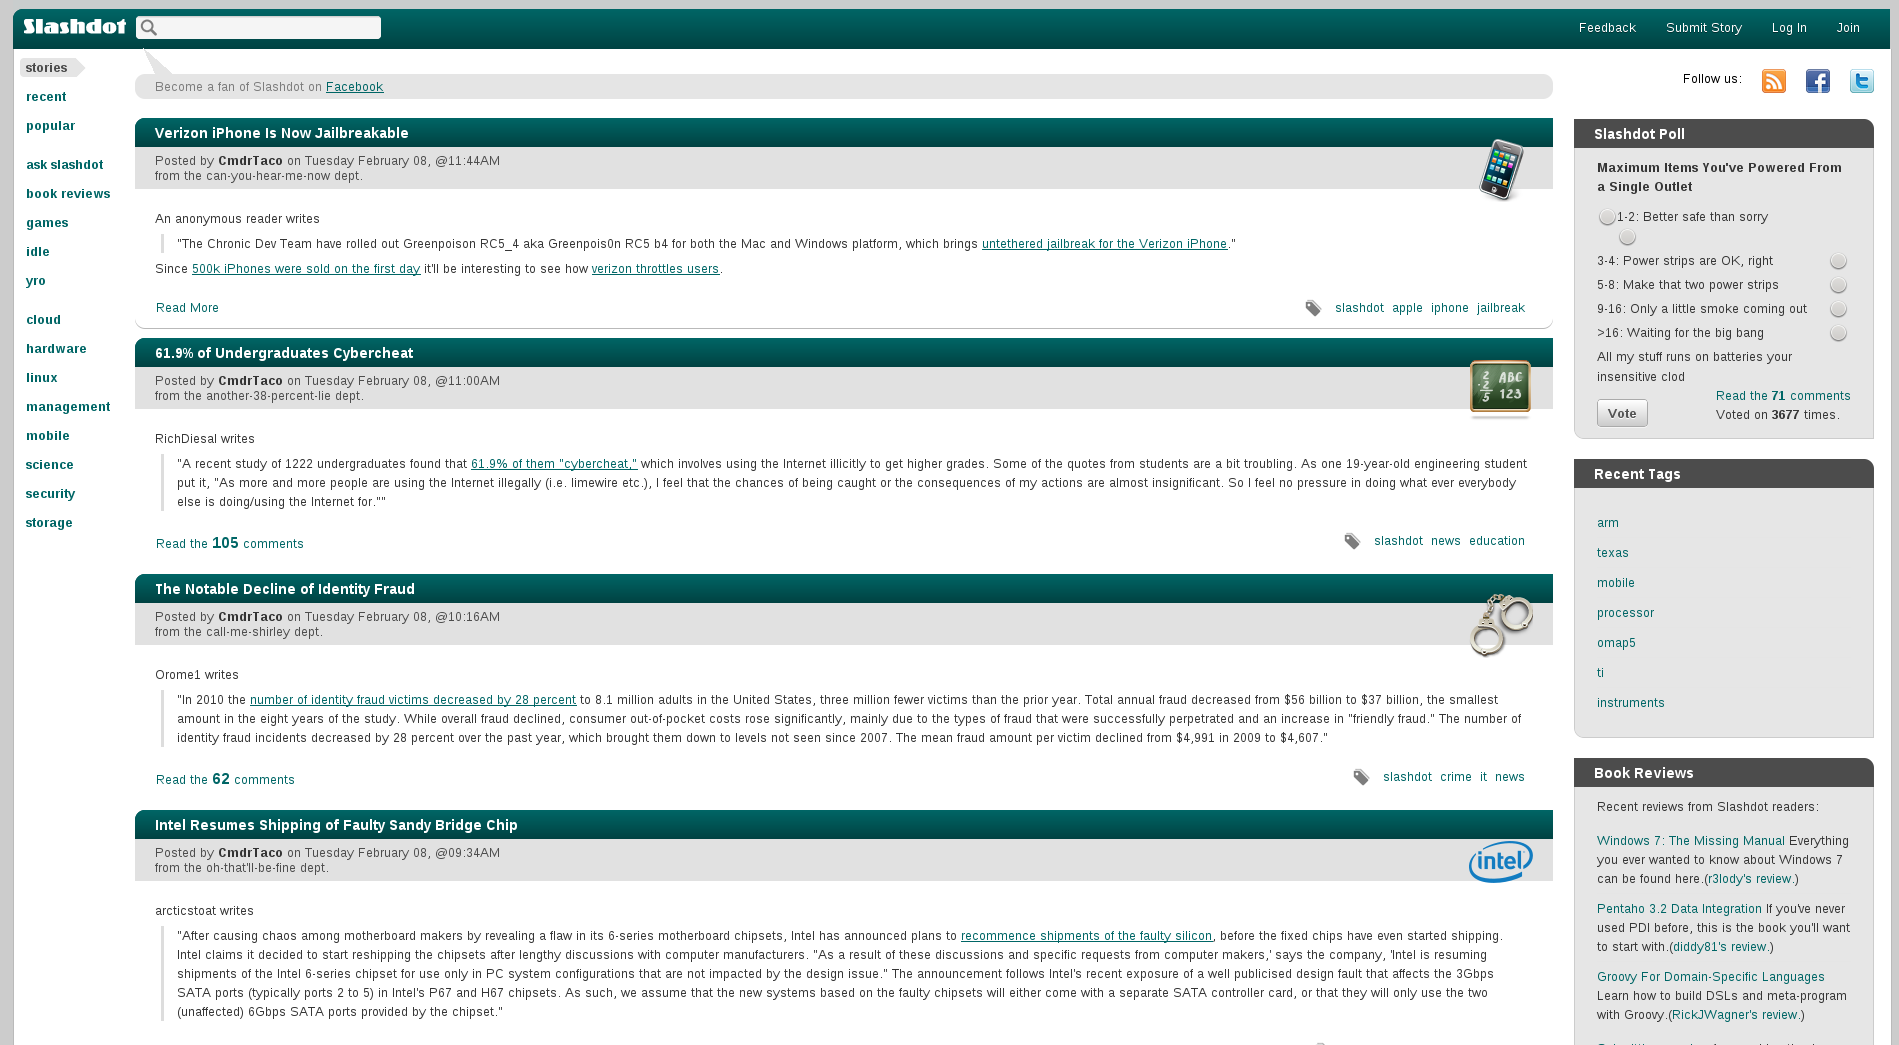 Slashdot
Feedback Submit Story Log In Join
stories
recent
popular
ask slashdot
book reviews
games
idle
yro
cloud
hardware
linux
management
mobile
science
security
storage
Become a fan of Slashdot on Facebook
Verizon iPhone Is Now Jailbreakable
Posted by CmdrTaco on Tuesday February 08, @11:44AM
from the can-you-hear-me-now dept.
An anonymous reader writes
"The Chronic Dev Team have rolled out Greenpoison RC5_4 aka Greenpois0n RC5 b4 for both the Mac and Windows platform, which brings untethered jailbreak for the Verizon iPhone."
Since 500k iPhones were sold on the first day it'll be interesting to see how verizon throttles users.
Read More
slashdot apple iphone jailbreak
61.9% of Undergraduates Cybercheat
Posted by CmdrTaco on Tuesday February 08, @11:00AM
from the another-38-percent-lie dept.
2 ABC
2
5 123
RichDiesal writes
"A recent study of 1222 undergraduates found that 61.9% of them "cybercheat," which involves using the Internet illicitly to get higher grades. Some of the quotes from students are a bit troubling. As one 19-year-old engineering student
put it, "As more and more people are using the Internet illegally (i.e. limewire etc.), I feel that the chances of being caught or the consequences of my actions are almost insignificant. So I feel no pressure in doing what ever everybody
else is doing/using the Internet for.""
Read the 105 comments
slashdot news education
The Notable Decline of Identity Fraud
Posted by CmdrTaco on Tuesday February 08, @10:16AM
from the call-me-shirley dept.
Orome1 writes
"In 2010 the number of identity fraud victims decreased by 28 percent to 8.1 million adults in the United States, three million fewer victims than the prior year. Total annual fraud decreased from $56 billion to $37 billion, the smallest
amount in the eight years of the study. While overall fraud declined, consumer out-of-pocket costs rose significantly, mainly due to the types of fraud that were successfully perpetrated and an increase in "friendly fraud." The number of
identity fraud incidents decreased by 28 percent over the past year, which brought them down to levels not seen since 2007. The mean fraud amount per victim declined from $4,991 in 2009 to $4,607."
Read the 62 comments
slashdot crime it news
Intel Resumes Shipping of Faulty Sandy Bridge Chip
Posted by CmdrTaco on Tuesday February 08, @09:34AM
from the oh-that'll-be-fine dept.
intel
arcticstoat writes
"After causing chaos among motherboard makers by revealing a flaw in its 6-series motherboard chipsets, Intel has announced plans to recommence shipments of the faulty silicon, before the fixed chips have even started shipping.
Intel claims it decided to start reshipping the chipsets after lengthy discussions with computer manufacturers. "As a result of these discussions and specific requests from computer makers,' says the company, 'Intel is resuming
shipments of the Intel 6-series chipset for use only in PC system configurations that are not impacted by the design issue." The announcement follows Intel's recent exposure of a well publicised design fault that affects the 3Gbps
SATA ports (typically ports 2 to 5) in Intel's P67 and H67 chipsets. As such, we assume that the new systems based on the faulty chipsets will either come with a separate SATA controller card, or that they will only use the two
(unaffected) 6Gbps SATA ports provided by the chipset."
Follow us:
Slashdot Poll
Maximum Items You've Powered From
a Single Outlet
1-2: Better safe than sorry
3-4: Power strips are OK, right
5-8: Make that two power strips
9-16: Only a little smoke coming out
>16: Waiting for the big bang
All my stuff runs on batteries your
insensitive clod
Read the 71 comments
Vote
Voted on 3677 times.
Recent Tags
arm
texas
mobile
processor
omap5
ti
instruments
Book Reviews
Recent reviews from Slashdot readers:
Windows 7: The Missing Manual Everything
you ever wanted to know about Windows 7
can be found here.(r3lody's review.)
Pentaho 3.2 Data Integration If you've never
used PDI before, this is the book you'll want
to start with.(diddy81's review.)
Groovy For Domain-Specific Languages
Learn how to build DSLs and meta-program
with Groovy.(RickJWagner's review.)